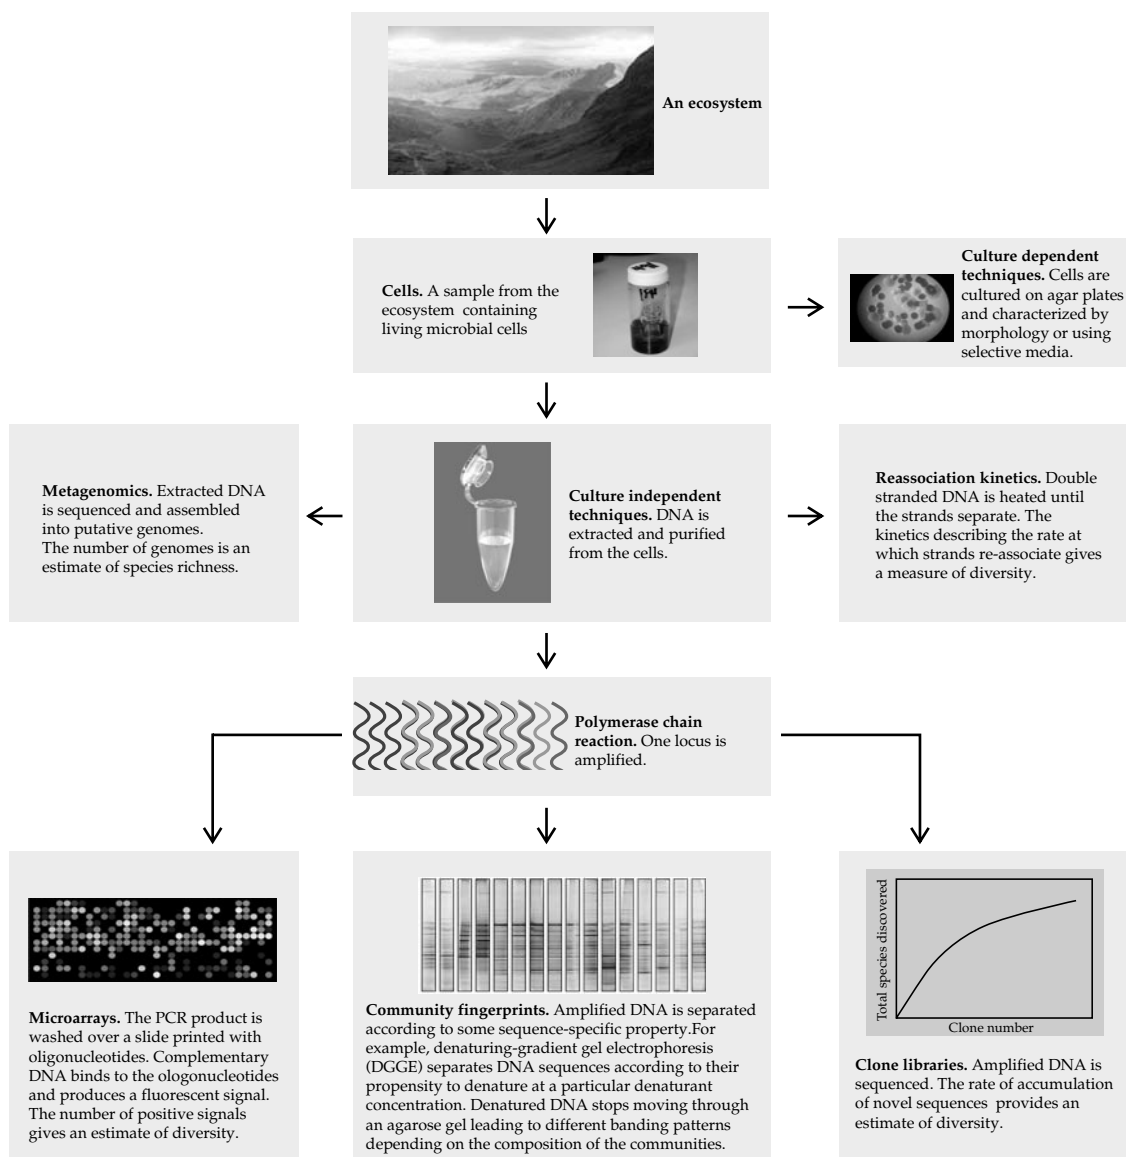 An ecosystem
Cells. A sample from the
ecosystem  containing
living microbial cells
Culture dependent
techniques. Cells are
cultured on agar plates
and characterized by
morphology or using
selective media.
Metagenomics. Extracted DNA
is sequenced and assembled
into putative genomes.
The number of genomes is an
estimate of species richness.
Culture independent
techniques. DNA is
extracted and purified
from the cells.
Reassociation kinetics. Double
stranded DNA is heated until
the strands separate. The
kinetics describing the rate at
which strands re-associate gives
a measure of diversity.
Polymerase chain
reaction. One locus is
amplified.
Microarrays. The PCR product is
washed over a slide printed with
oligonucleotides. Complementary
DNA binds to the ologonucleotides
and produces a fluorescent signal.
The number of positive signals
gives an estimate of diversity.
Community fingerprints. Amplified DNA is separated
according to some sequence-specific property.For
example, denaturing-gradient gel electrophoresis
(DGGE) separates DNA sequences according to their
propensity to denature at a particular denaturant
concentration. Denatured DNA stops moving through
an agarose gel leading to different banding patterns
depending on the composition of the communities.
Total species discovered
Clone number
Clone libraries. Amplified DNA is
sequenced. The rate of accumulation
of novel sequences  provides an
estimate of diversity.